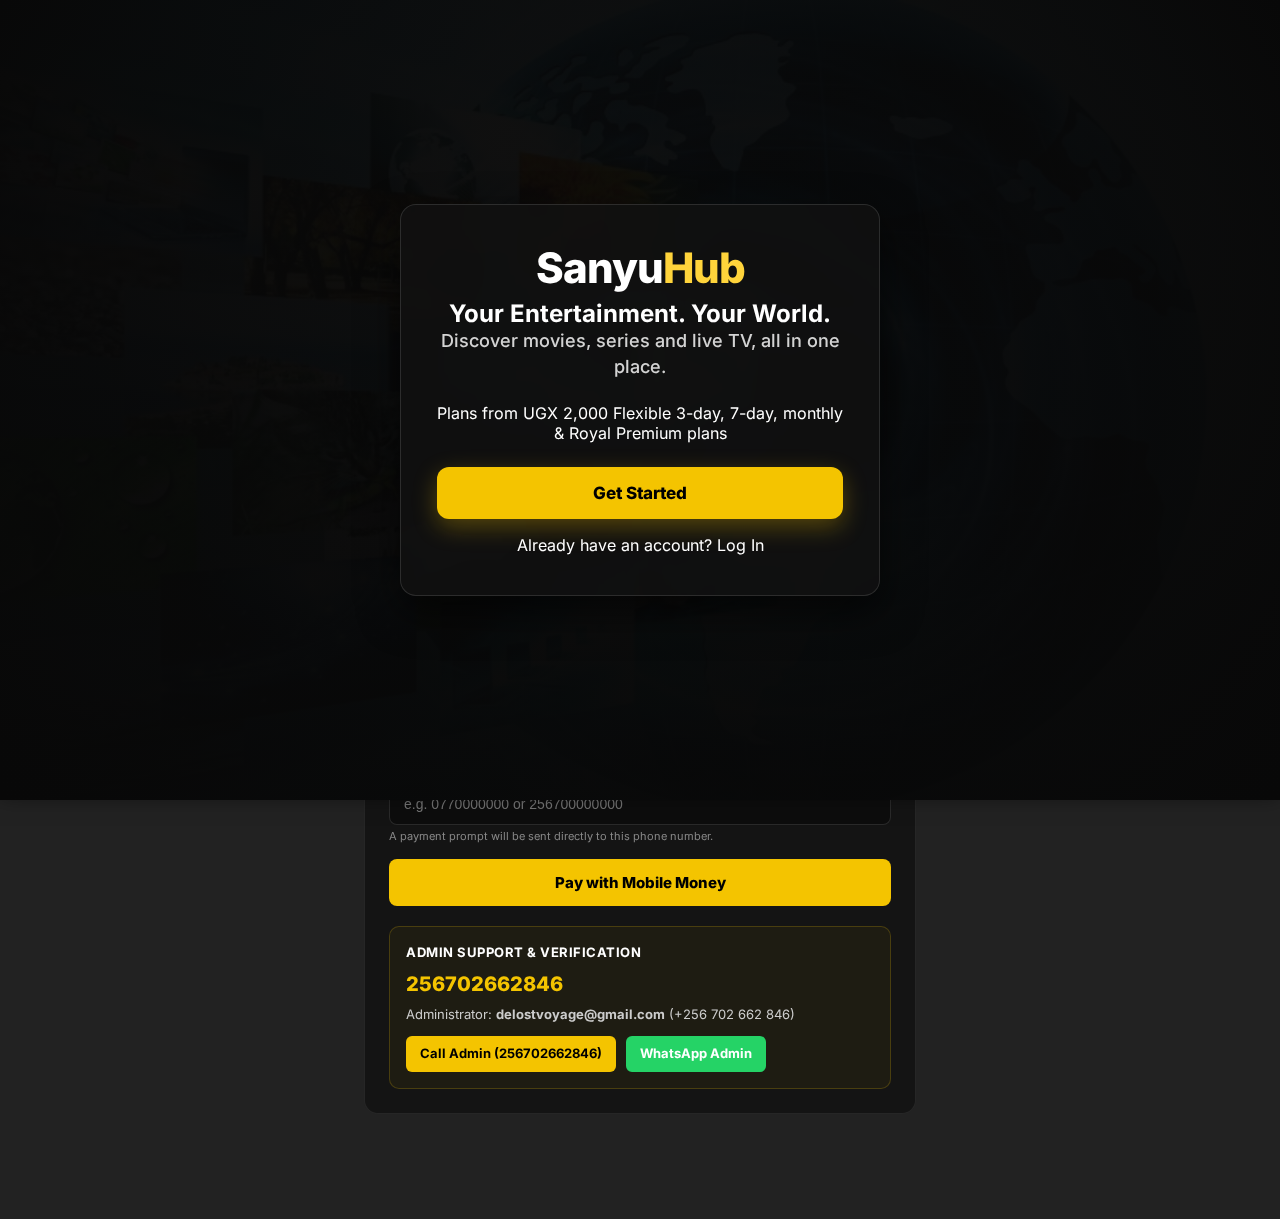 SanyuHub
Your Entertainment. Your World.
Discover movies, series and live TV, all in one
place.
Plans from UGX 2,000 Flexible 3-day, 7-day, monthly
& Royal Premium plans
Get Started
Already have an account? Log In
e.g. 0770000000 or 256700000000
A payment prompt will be sent directly to this phone number.
Pay with Mobile Money
ADMIN SUPPORT & VERIFICATION
256702662846
Administrator: delostvoyage@gmail.com (+256 702 662 846)
Call Admin (256702662846)
WhatsApp Admin